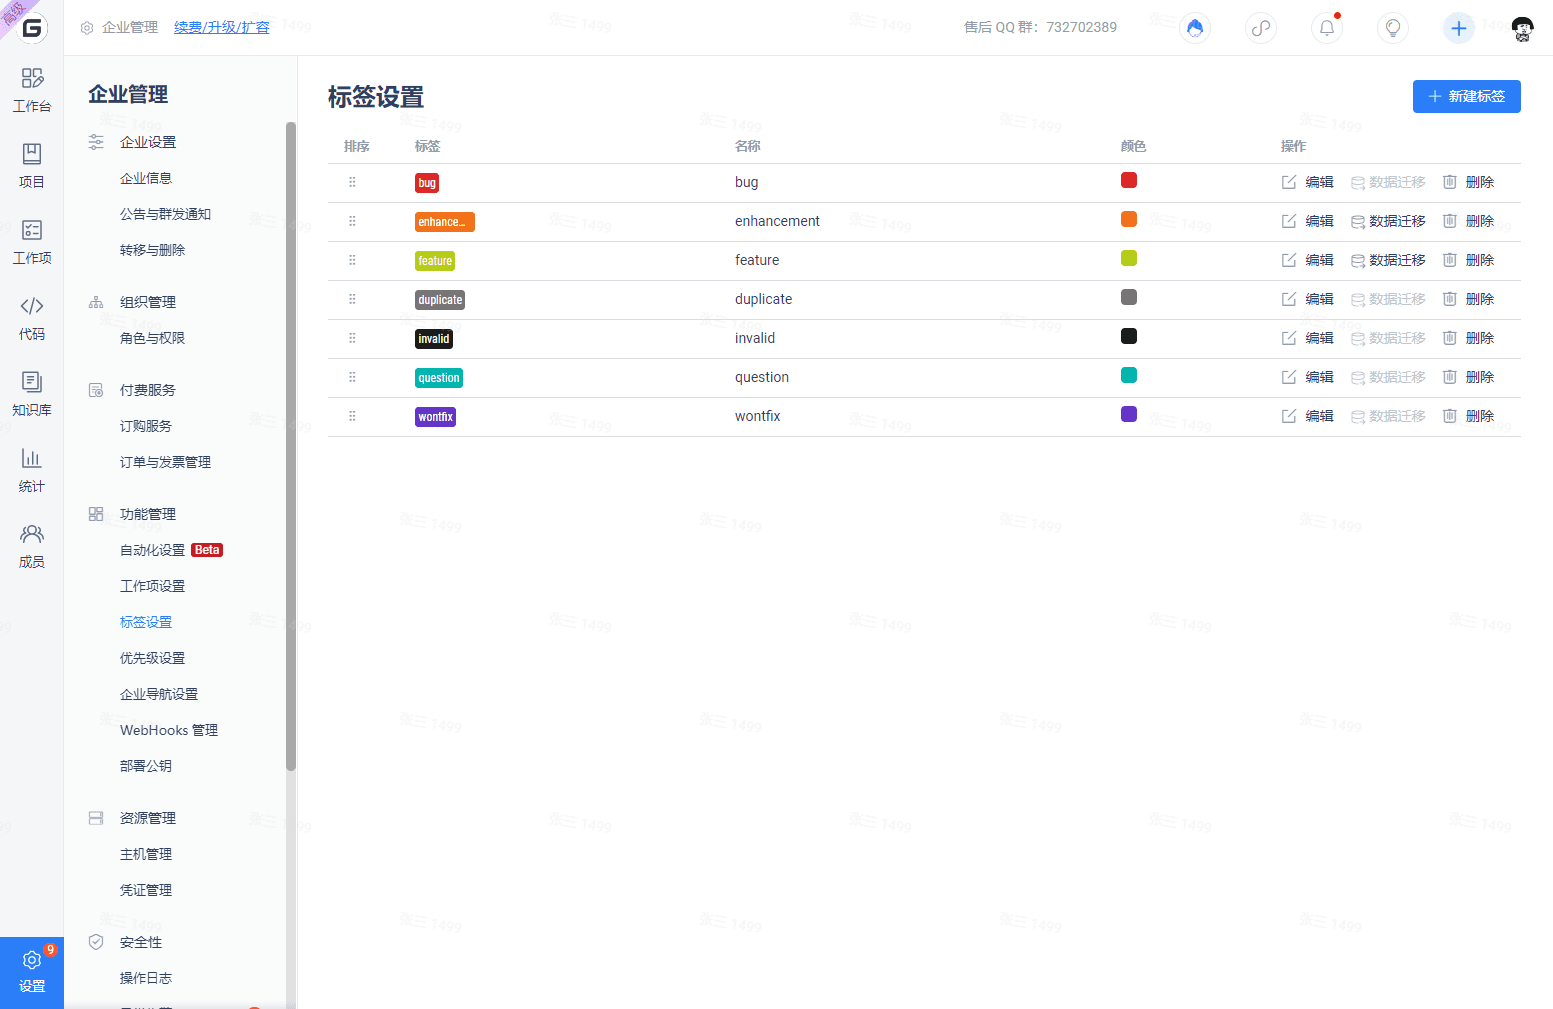 高级
企业管理 续费/升级/扩容
售后 QQ 群：732702389
工作台
项目
工作项
代码
知识库
统计
成员
9
设置
企业管理
企业设置
企业信息
公告与群发通知
转移与删除
组织管理
角色与权限
付费服务
订购服务
订单与发票管理
功能管理
自动化设置 Beta
工作项设置
标签设置
优先级设置
企业导航设置
WebHooks 管理
部署公钥
资源管理
主机管理
凭证管理
安全性
操作日志
标签设置
新建标签
排序 标签 名称 颜色 操作
bug bug 编辑 数据迁移 删除
enhance... enhancement 编辑 数据迁移 删除
feature feature 编辑 数据迁移 删除
duplicate duplicate 编辑 数据迁移 删除
invalid invalid 编辑 数据迁移 删除
question question 编辑 数据迁移 删除
wontfix wontfix 编辑 数据迁移 删除
张三 1499